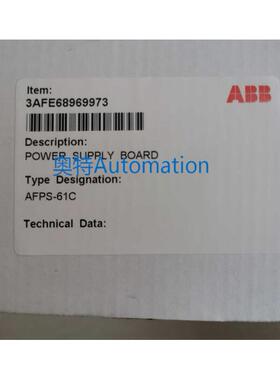 Item:
ABB
3AFE68969973
Description:
POWER SUPPLY BOARD
奥特Automation
Type Designation:
AFPS-61C
Technical Data: